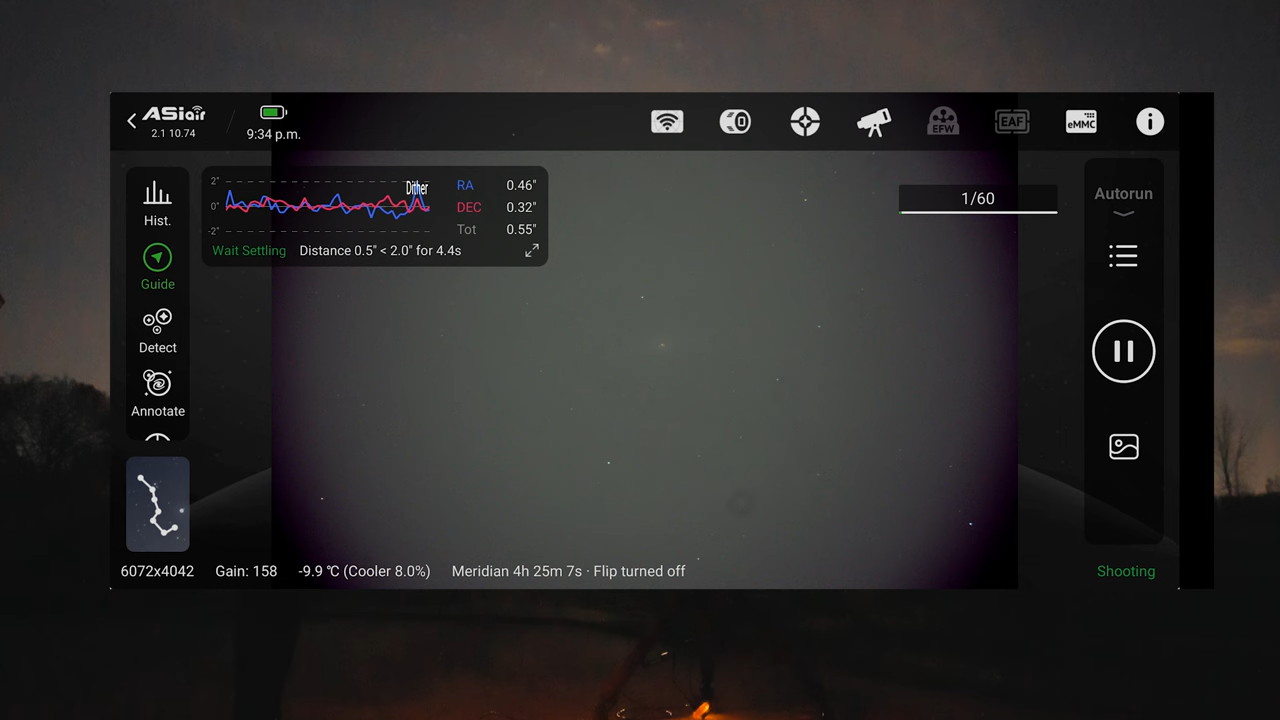 ASiair
2.1 10.74
9:34 p.m.
EFW
EAF
eMMC
Hist.
Guide
Detect
Annotate
2"
0"
-2"
Dither
RA 0.46"
DEC 0.32"
Tot 0.55"
Wait Settling Distance 0.5" < 2.0" for 4.4s
1/60
Autorun
6072x4042 Gain: 158 -9.9 ℃ (Cooler 8.0%) Meridian 4h 25m 7s · Flip turned off
Shooting